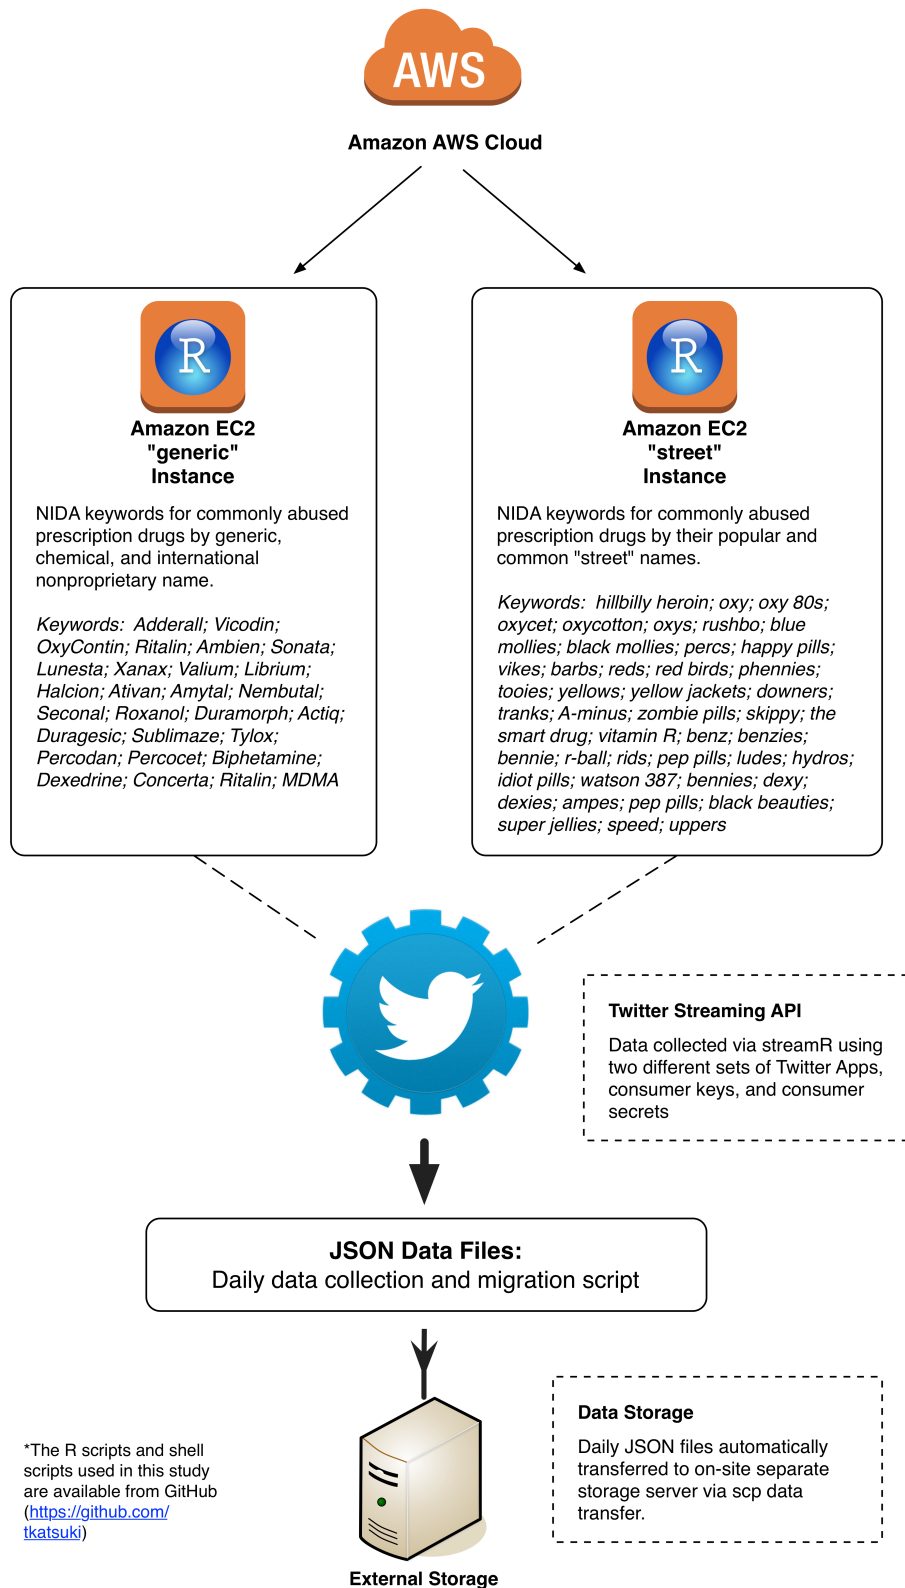 AWS
Amazon AWS Cloud
R
Amazon EC2
"generic"
Instance
NIDA keywords for commonly abused
prescription drugs by generic,
chemical, and international
nonproprietary name.
Keywords:  Adderall; Vicodin;
OxyContin; Ritalin; Ambien; Sonata;
Lunesta; Xanax; Valium; Librium;
Halcion; Ativan; Amytal; Nembutal;
Seconal; Roxanol; Duramorph; Actiq;
Duragesic; Sublimaze; Tylox;
Percodan; Percocet; Biphetamine;
Dexedrine; Concerta; Ritalin; MDMA
R
Amazon EC2
"street"
Instance
NIDA keywords for commonly abused
prescription drugs by their popular and
common "street" names.
Keywords:  hillbilly heroin; oxy; oxy 80s;
oxycet; oxycotton; oxys; rushbo; blue
mollies; black mollies; percs; happy pills;
vikes; barbs; reds; red birds; phennies;
tooies; yellows; yellow jackets; downers;
tranks; A-minus; zombie pills; skippy; the
smart drug; vitamin R; benz; benzies;
bennie; r-ball; rids; pep pills; ludes; hydros;
idiot pills; watson 387; bennies; dexy;
dexies; ampes; pep pills; black beauties;
super jellies; speed; uppers
Twitter Streaming API
Data collected via streamR using
two different sets of Twitter Apps,
consumer keys, and consumer
secrets
JSON Data Files:
Daily data collection and migration script
Data Storage
Daily JSON files automatically
transferred to on-site separate
storage server via scp data
transfer.
*The R scripts and shell
scripts used in this study
are available from GitHub
(https://github.com/
tkatsuki)
External Storage